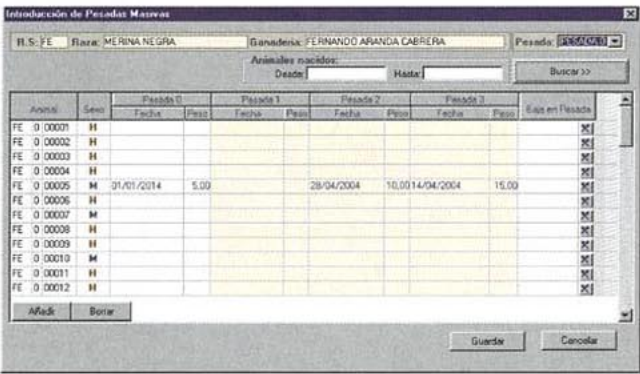 Introducción de Pesadas Masivas
R.S: FE Raza: MERINA NEGRA Ganadería: FERNANDO ARANDA CABRERA Pesada: PESADA 0
Animales nacidos:
Desde: Hasta: Buscar >>
Animal Sexo Pesada 0 Pesada 1 Pesada 2 Pesada 3 Baja en Pesada
Fecha Peso Fecha Peso Fecha Peso Fecha Peso
FE 0 00001 H
FE 0 00002 H
FE 0 00003 H
FE 0 00004 H
FE 0 00005 M 01/01/2014 5,00 28/04/2004 10,00 14/04/2004 15,00
FE 0 00006 H
FE 0 00007 M
FE 0 00008 H
FE 0 00009 H
FE 0 00010 M
FE 0 00011 H
FE 0 00012 H
Añadir Borrar
Guardar Cancelar